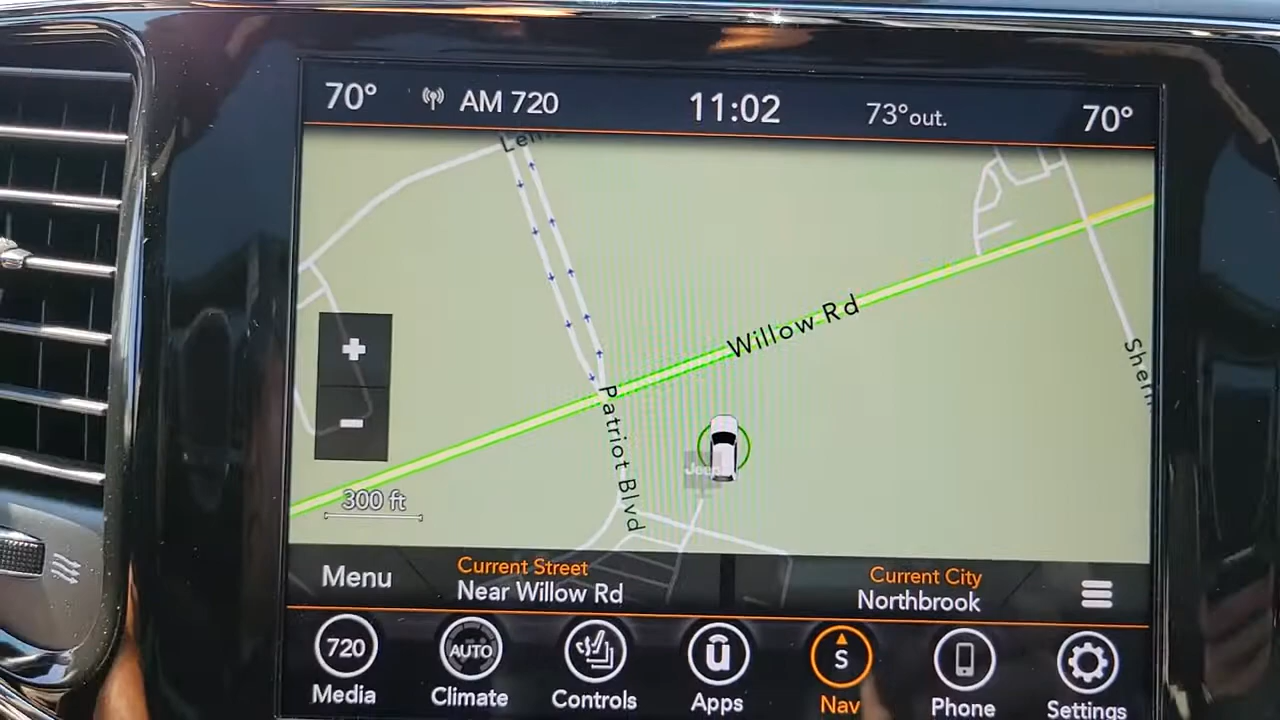 70° AM 720 11:02 73°out. 70°
Willow Rd
Patriot Blvd
Jeep
300 ft
Menu
Current Street
Near Willow Rd
Current City
Northbrook
720
AUTO
S
Media
Climate
Controls
Apps
Nav
Phone
Settings